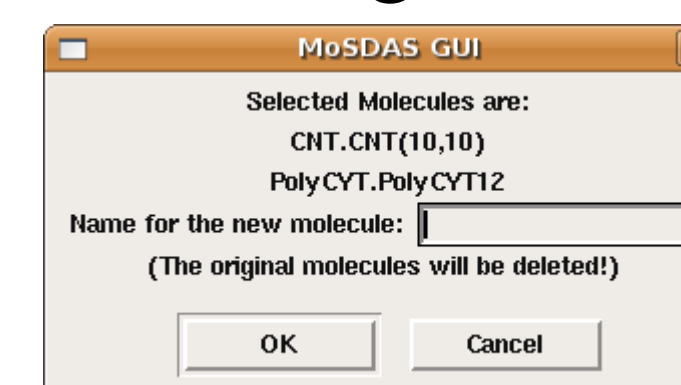 MoSDAS GUI
Selected Molecules are:
CNT.CNT(10,10)
PolyCYT.PolyCYT12
Name for the new molecule:
(The original molecules will be deleted!)
OK Cancel